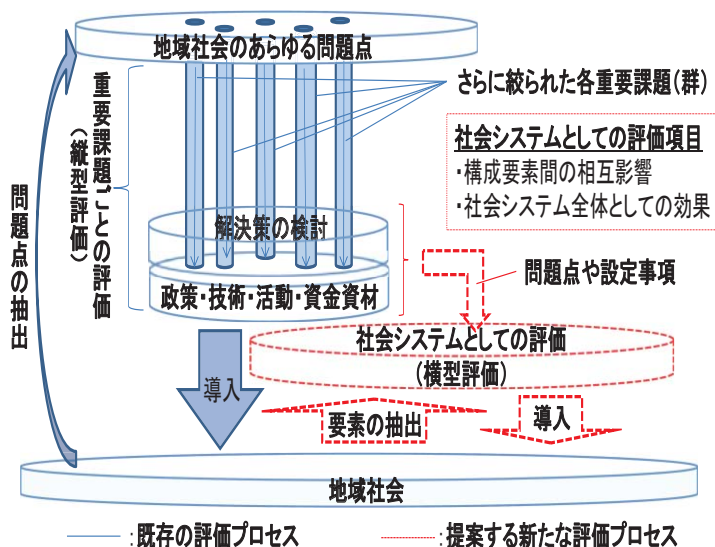 地域社会のあらゆる問題点
さらに絞られた各重要課題(群)
社会システムとしての評価項目
・構成要素間の相互影響
・社会システム全体としての効果
問題点の抽出
重要課題ごとの評価
(縦型評価)
解決策の検討
政策・技術・活動・資金資材
問題点や設定事項
社会システムとしての評価
(横型評価)
導入
要素の抽出
導入
地域社会
:既存の評価プロセス
:提案する新たな評価プロセス